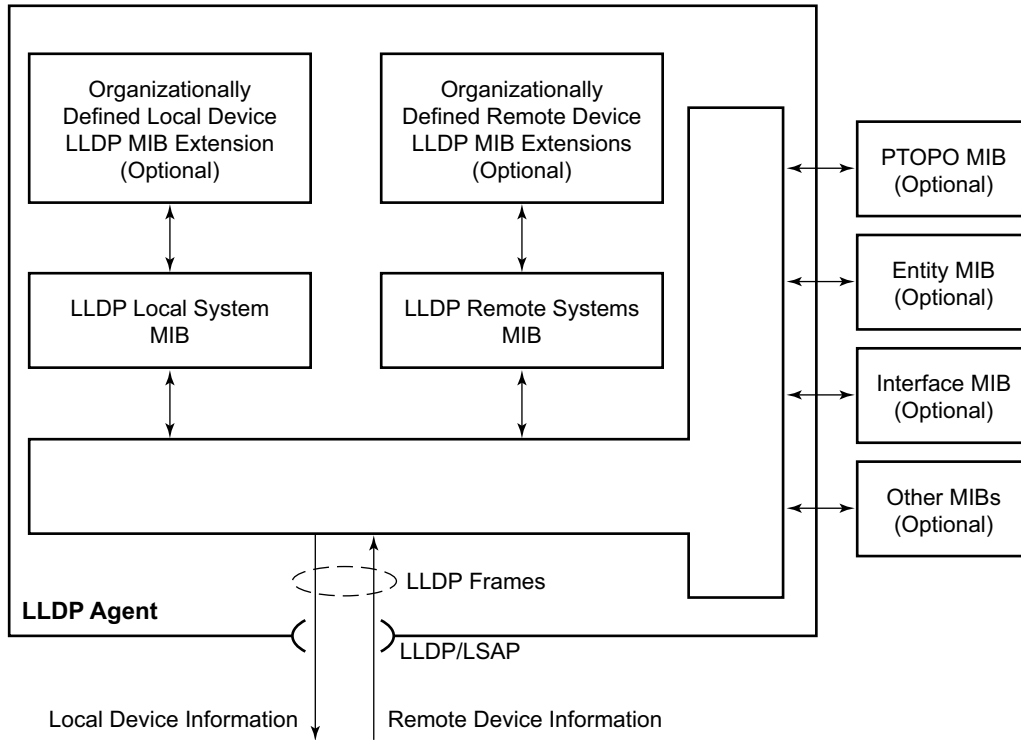 Organizationally
Defined Local Device
LLDP MIB Extension
(Optional)
Organizationally
Defined Remote Device
LLDP MIB Extensions
(Optional)
PTOPO MIB
(Optional)
Entity MIB
(Optional)
LLDP Local System
MIB
LLDP Remote Systems
MIB
Interface MIB
(Optional)
Other MIBs
(Optional)
LLDP Frames
LLDP Agent
LLDP/LSAP
Local Device Information
Remote Device Information